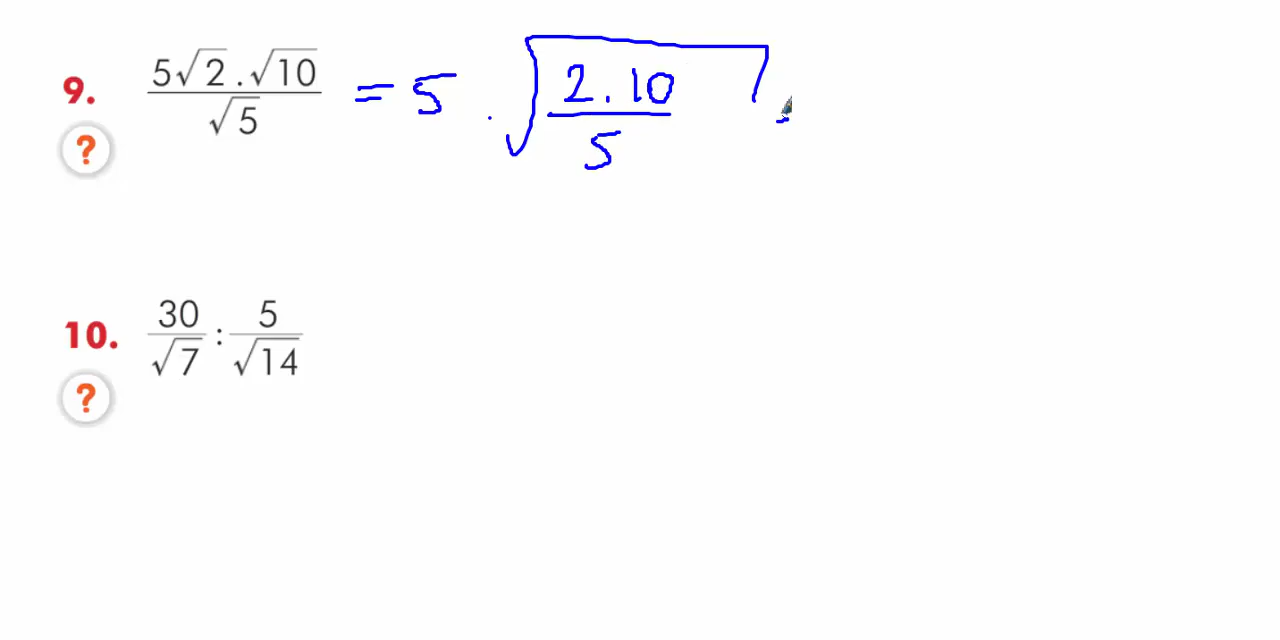 9. 5√2 . √10 / √5 = 5 . √(2 . 10 / 5)
?
10. 30/√7 : 5/√14
?